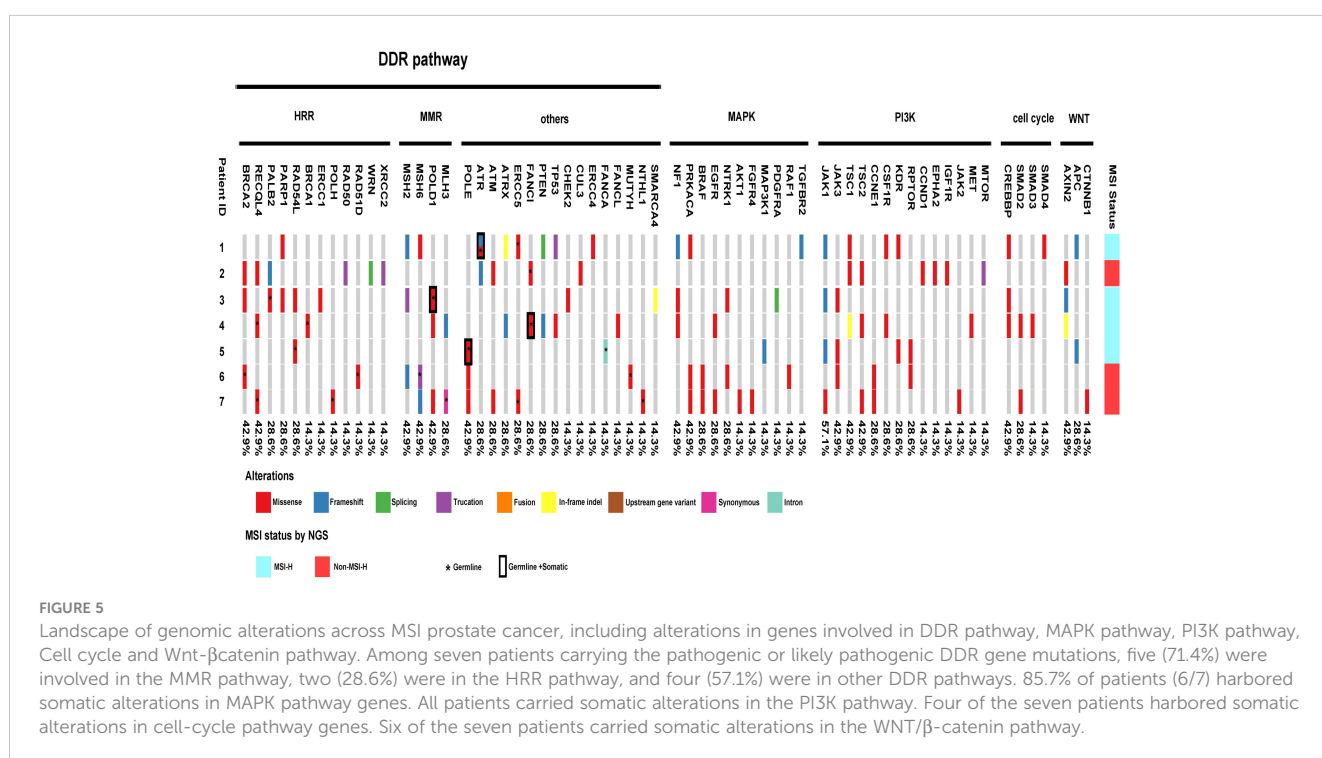 DDR pathway
HRR MMR others MAPK PI3K cell cycle WNT
Patient ID BRCA2 RECQL4 PALB2 PARP1 RAD54L BRCA1 ERCC1 POLH RAD50 RAD51D WRN XRCC2 MSH2 MSH6 POLD1 MLH3 POLE ATR ATRX ERCC5 FANCI PTEN TP53 CHEK2 CUL3 ERCC4 FANCA FANCL MUTYH NTHL1 SMARCA4 NF1 PRKACA BRAF EGFR NTRK1 AKT1 FGFR4 MAP3K1 PDGFRA RAF1 TGFBR2 JAK1 JAK3 TSC1 TSC2 CCNE1 CSF1R KDR RPTOR CCND1 EPHA2 IGF1R JAK2 MET MTOR CREBBP SMAD2 SMAD3 SMAD4 AXIN2 APC CTNNB1 MSI Status
1
2
3
4
5
6
7
Alterations
Missense Frameshift Splicing Trucation Fusion In-frame indel Upstream gene variant Synonymous Intron
MSI status by NGS
MSI-H Non-MSI-H * Germline Germline +Somatic
FIGURE 5
Landscape of genomic alterations across MSI prostate cancer, including alterations in genes involved in DDR pathway, MAPK pathway, PI3K pathway,
Cell cycle and Wnt-βcatenin pathway. Among seven patients carrying the pathogenic or likely pathogenic DDR gene mutations, five (71.4%) were
involved in the MMR pathway, two (28.6%) were in the HRR pathway, and four (57.1%) were in other DDR pathways. 85.7% of patients (6/7) harbored
somatic alterations in MAPK pathway genes. All patients carried somatic alterations in the PI3K pathway. Four of the seven patients harbored somatic
alterations in cell-cycle pathway genes. Six of the seven patients carried somatic alterations in the WNT/β-catenin pathway.